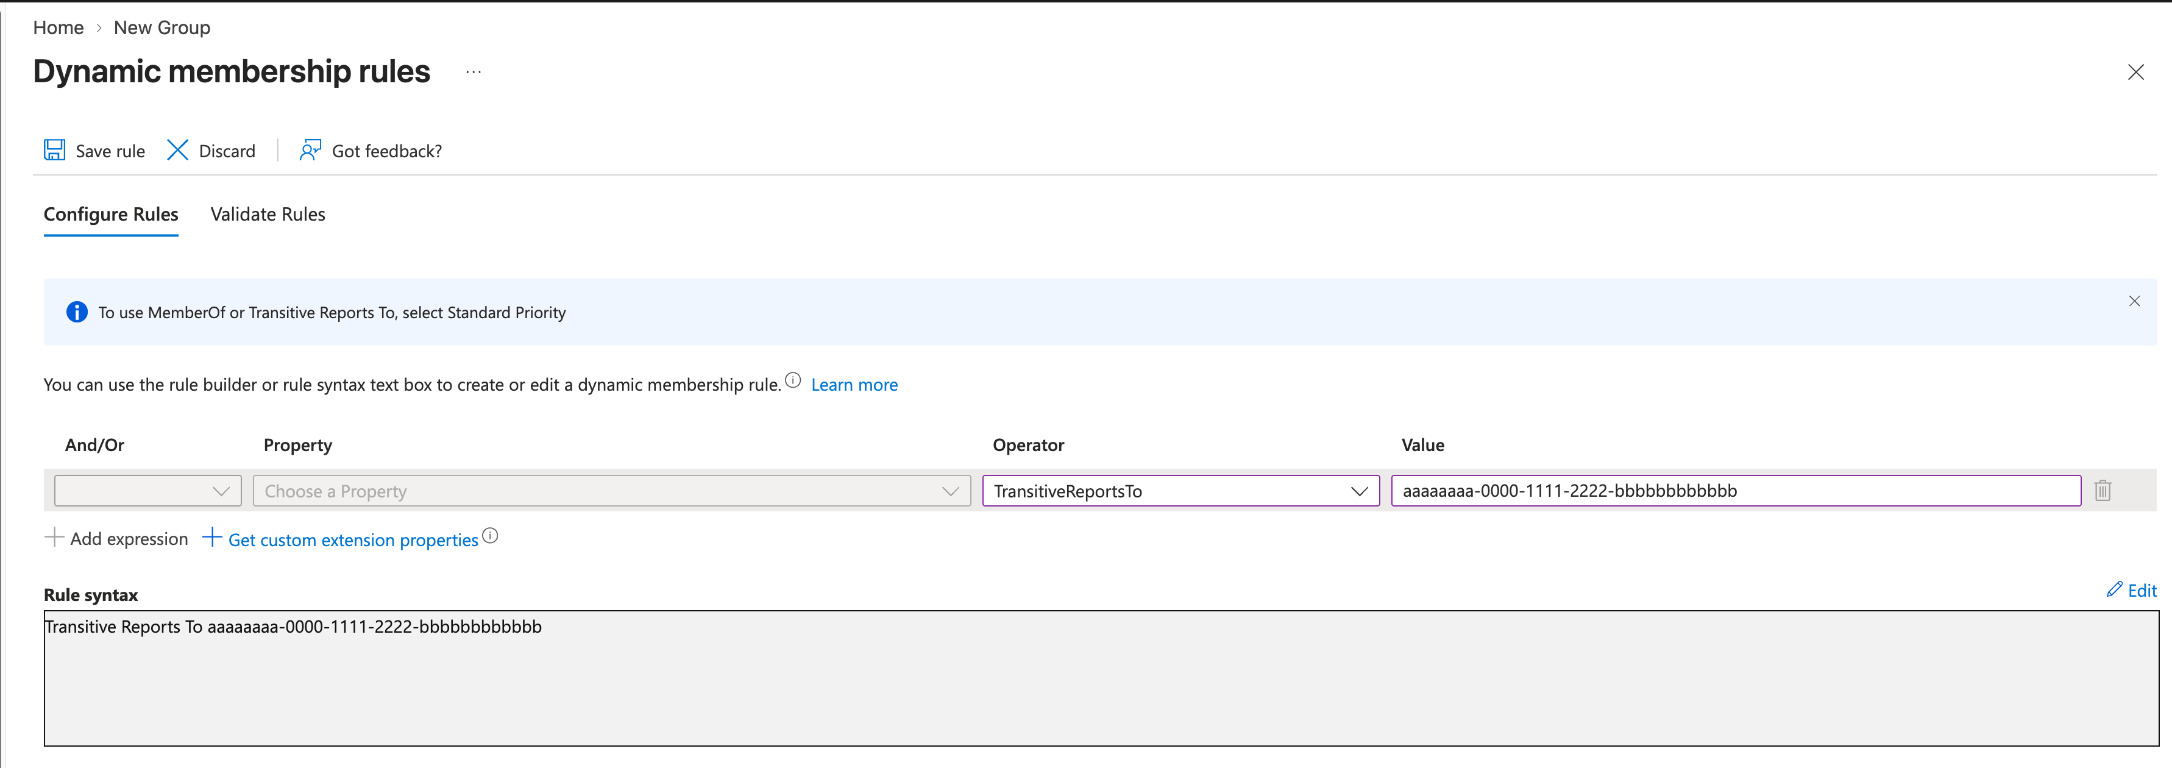 Home > New Group
Dynamic membership rules ...
Save rule Discard Got feedback?
Configure Rules Validate Rules
To use MemberOf or Transitive Reports To, select Standard Priority
You can use the rule builder or rule syntax text box to create or edit a dynamic membership rule. Learn more
And/Or Property Operator Value
Choose a Property TransitiveReportsTo aaaaaaaa-0000-1111-2222-bbbbbbbbbbbb
Add expression Get custom extension properties
Rule syntax Edit
Transitive Reports To aaaaaaaa-0000-1111-2222-bbbbbbbbbbbb